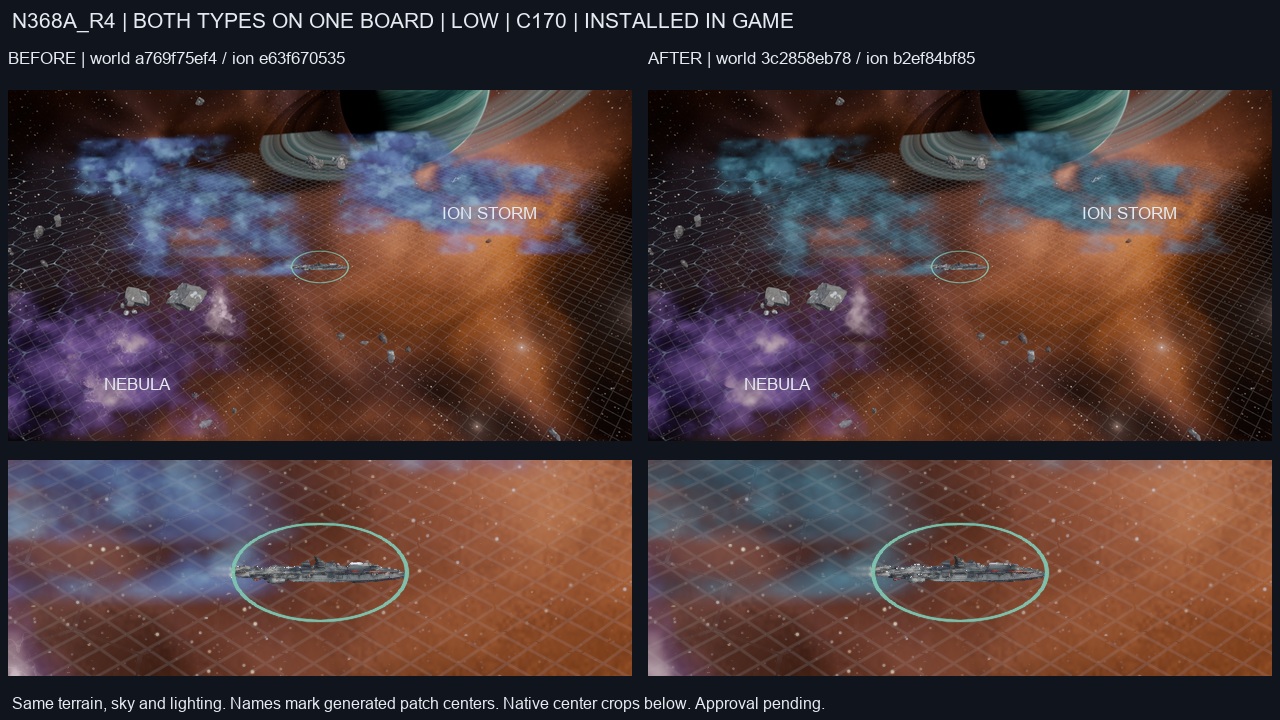 N368A_R4 | BOTH TYPES ON ONE BOARD | LOW | C170 | INSTALLED IN GAME
BEFORE | world a769f75ef4 / ion e63f670535
AFTER | world 3c2858eb78 / ion b2ef84bf85
ION STORM
NEBULA
ION STORM
NEBULA
Same terrain, sky and lighting. Names mark generated patch centers. Native center crops below. Approval pending.